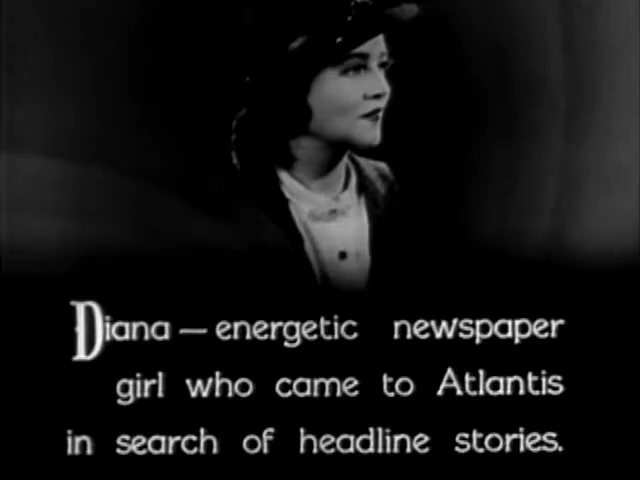 Diana — energetic newspaper
girl who came to Atlantis
in search of headline stories.